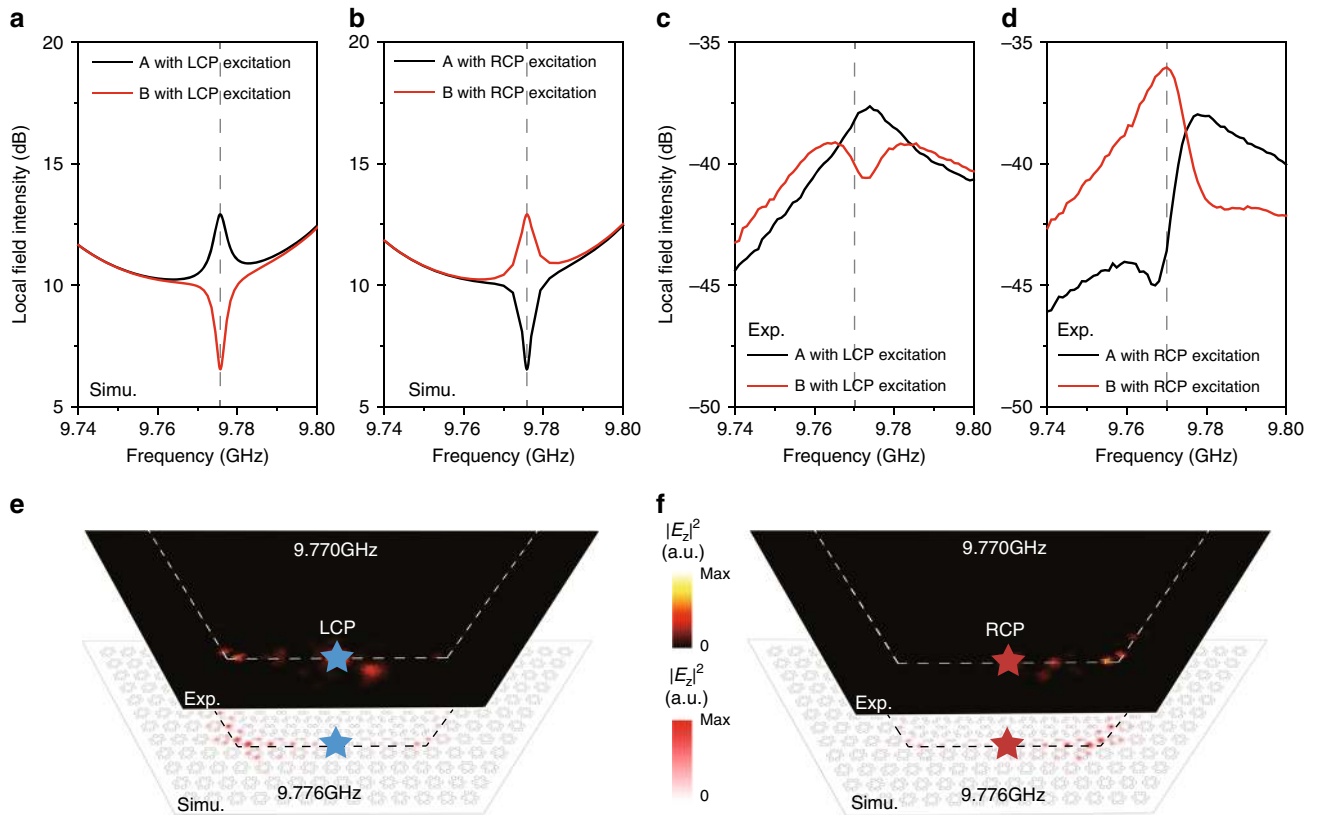 a
20
15
10
5
Local field intensity (dB)
A with LCP excitation
B with LCP excitation
Simu.
9.74 9.76 9.78 9.80
Frequency (GHz)
b
20
15
10
5
A with RCP excitation
B with RCP excitation
9.74 9.76 9.78 9.80
Frequency (GHz)
c
−35
−40
−45
−50
Local field intensity (dB)
Exp.
A with LCP excitation
B with LCP excitation
9.74 9.76 9.78 9.80
Frequency (GHz)
d
−35
−40
−45
−50
Exp.
A with RCP excitation
B with RCP excitation
9.74 9.76 9.78 9.80
Frequency (GHz)
e
9.770GHz
LCP
Exp.
9.776GHz
Simu.
|E_z|²
(a.u.)
Max
0
|E_z|²
(a.u.)
Max
0
f
9.770GHz
RCP
Exp.
9.776GHz
Simu.